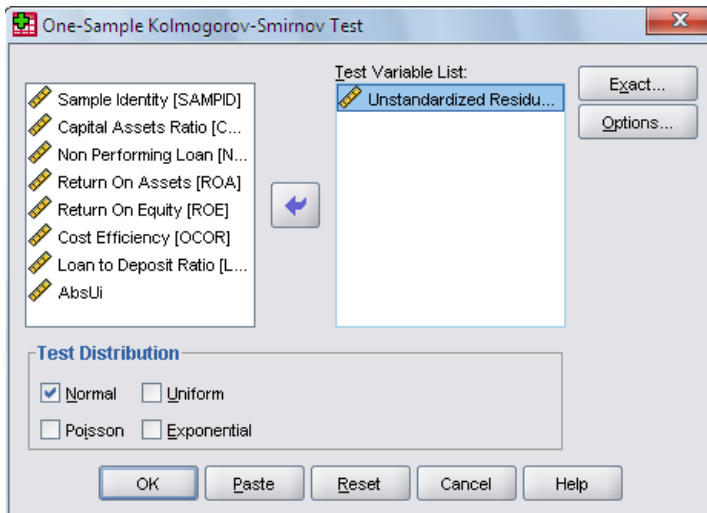 One-Sample Kolmogorov-Smirnov Test
Test Variable List:
Sample Identity [SAMPID]
Capital Assets Ratio [C...
Non Performing Loan [N...
Return On Assets [ROA]
Return On Equity [ROE]
Cost Efficiency [OCOR]
Loan to Deposit Ratio [L...
AbsUi
Unstandardized Residu...
Exact...
Options...
Test Distribution
Normal
Uniform
Poisson
Exponential
OK
Paste
Reset
Cancel
Help